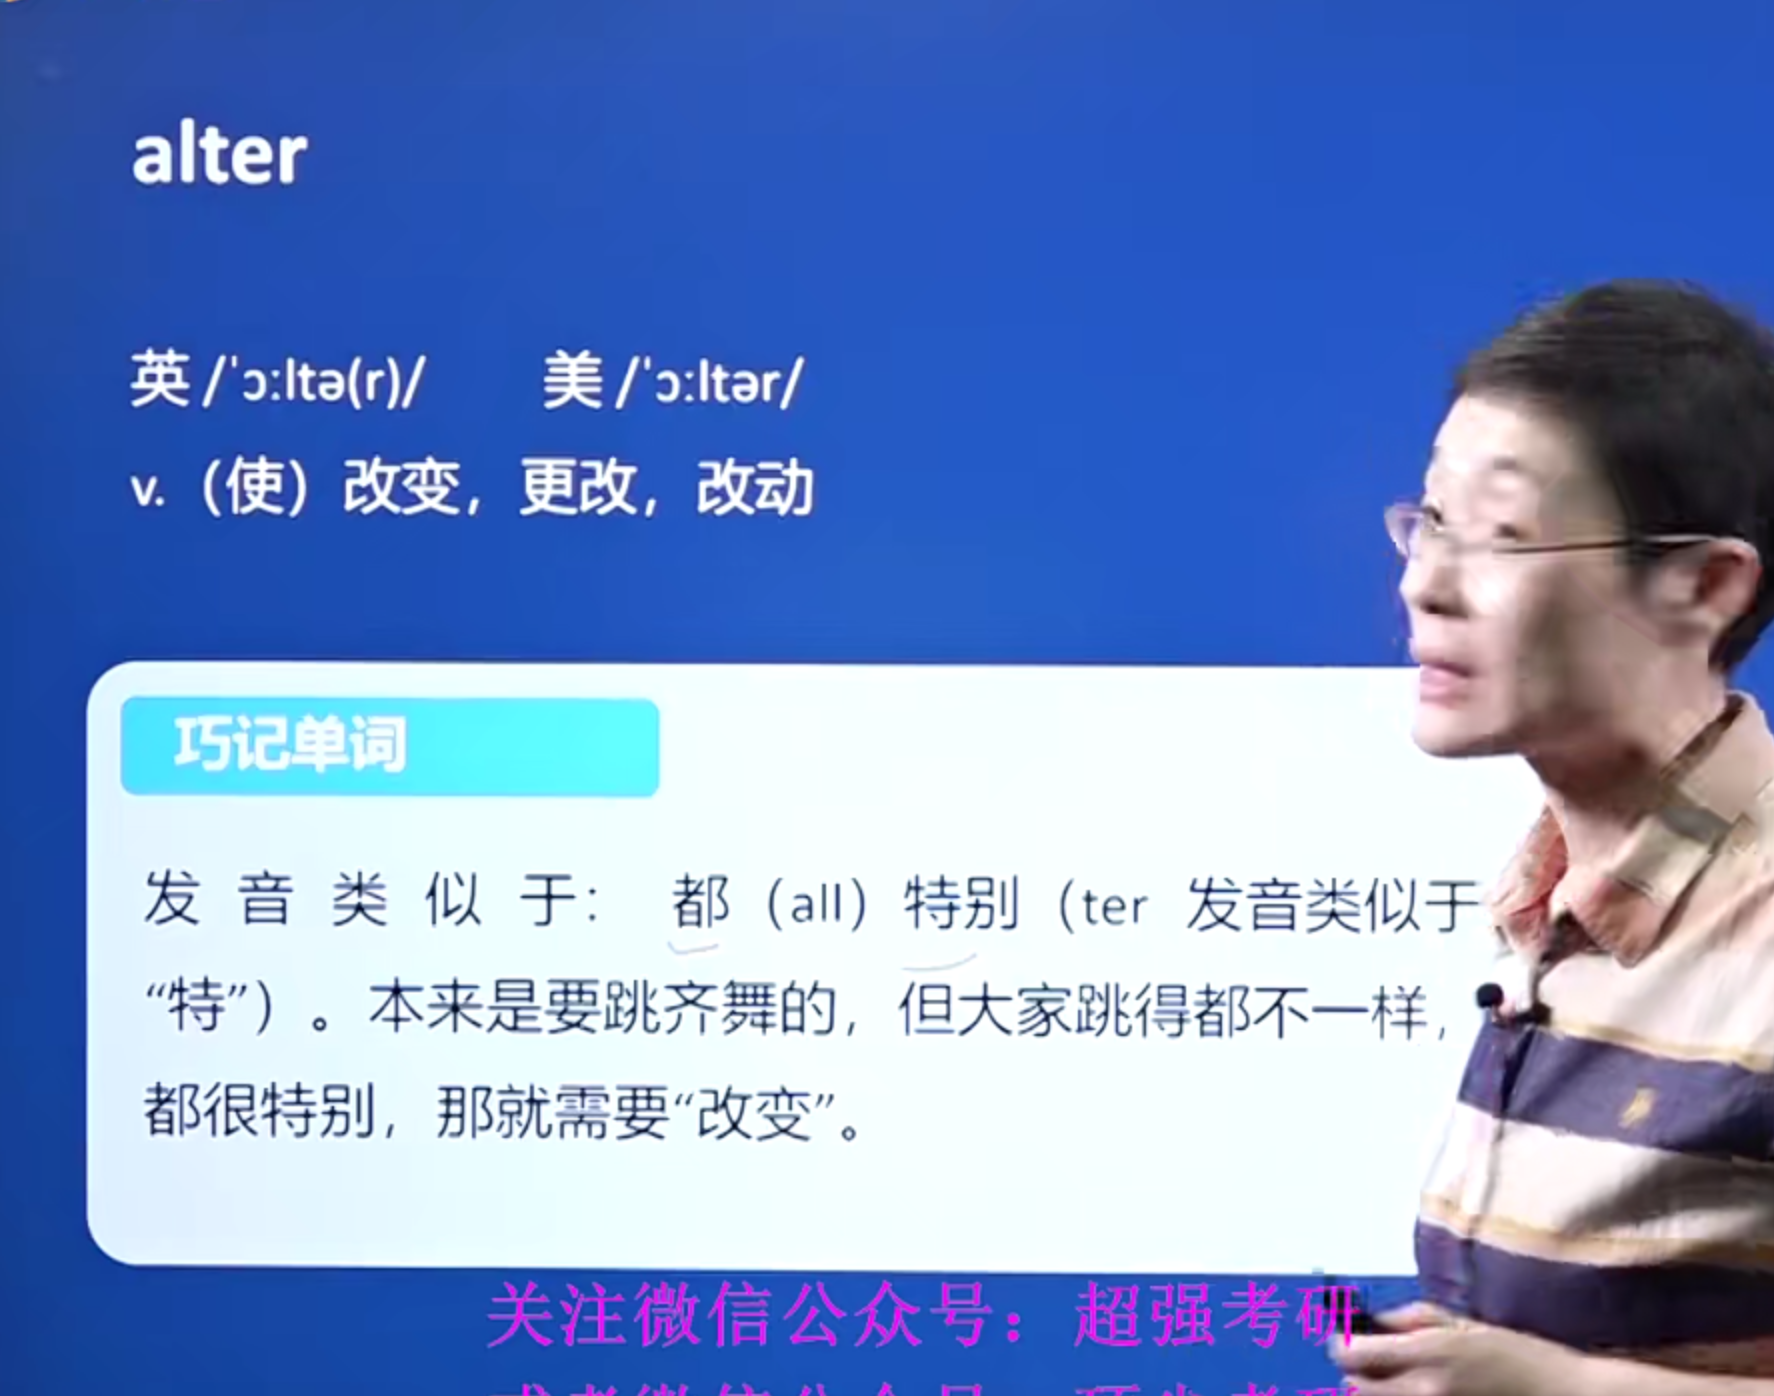 alter
英 /ˈɔːltə(r)/ 美 /ˈɔːltər/
v.（使）改变，更改，改动
巧记单词
发音类似于： 都（all）特别（ter 发音类似于
“特”）。本来是要跳齐舞的，但大家跳得都不一样，
都很特别，那就需要“改变”。
关注微信公众号：超强考研